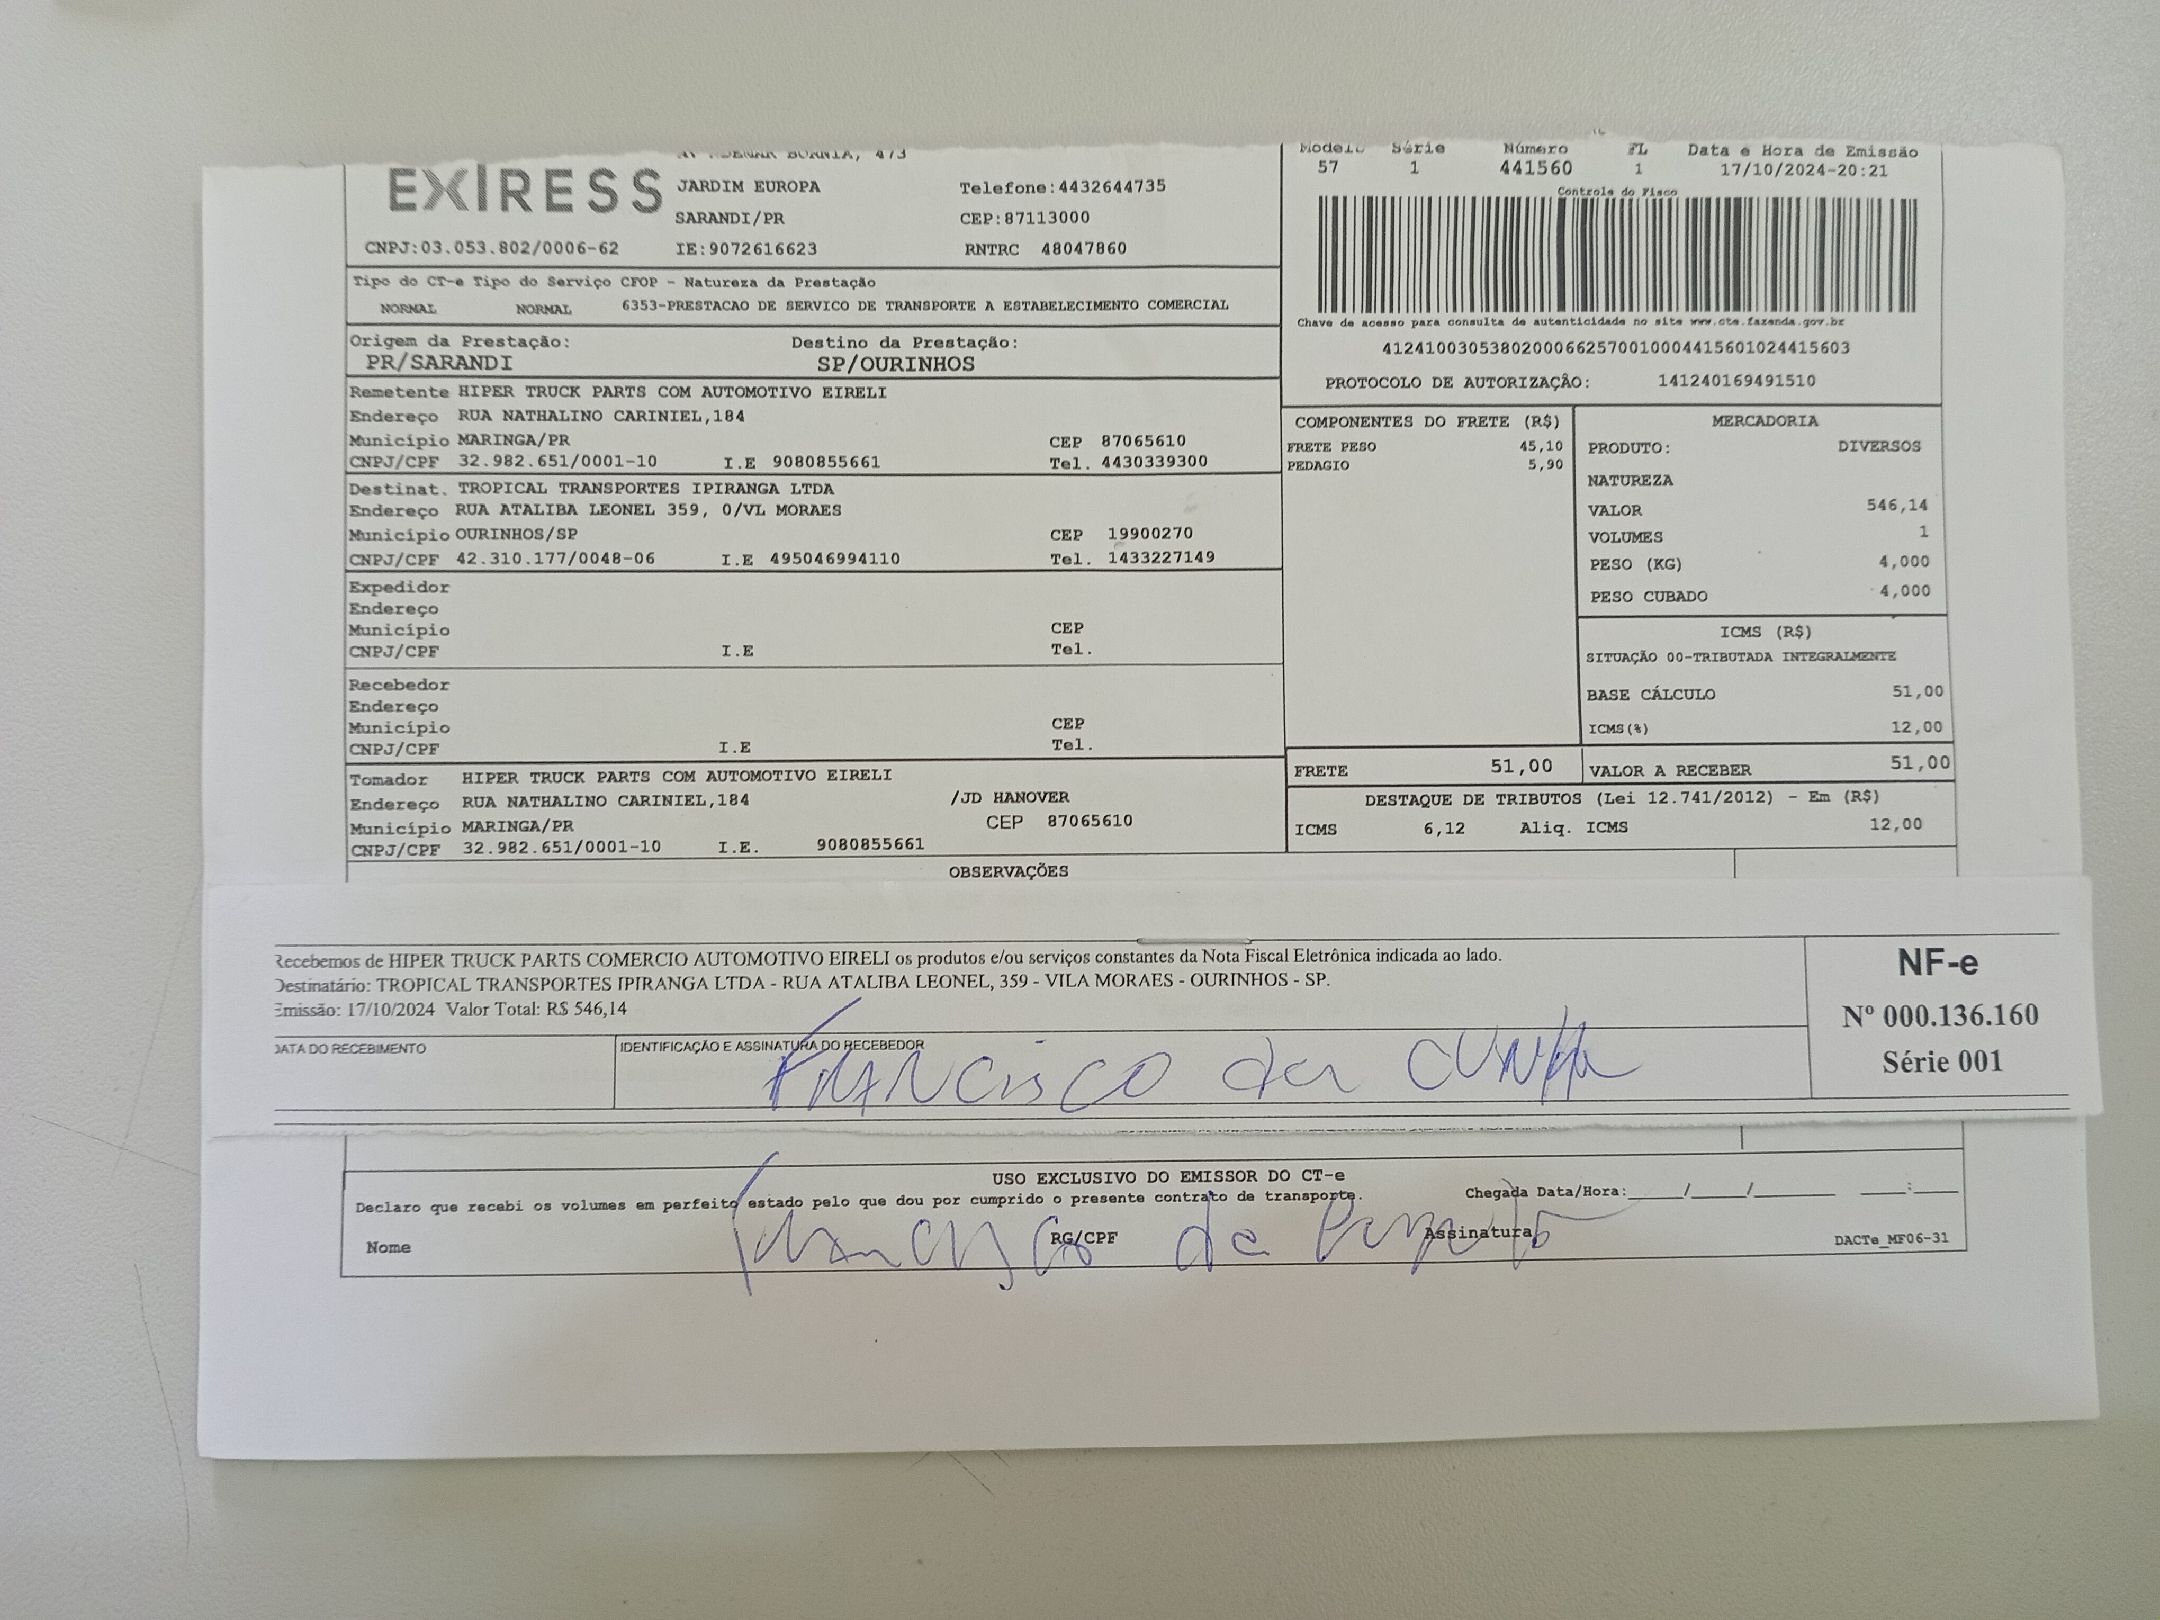 473
Modelo Série Número FL Data e Hora de Emissão
57 1 441560 1 17/10/2024-20:21
EXPRESS
JARDIM EUROPA Telefone:4432644735
SARANDI/PR CEP:87113000
CNPJ:03.053.802/0006-62 IE:9072616623 RNTRC 48047860
Controle do Fisco
Chave de acesso para consulta de autenticidade no site www.cte.fazenda.gov.br
41241003053802000662570010004415601024415603
PROTOCOLO DE AUTORIZAÇÃO: 141240169491510
Tipo do CT-e Tipo do Serviço CFOP - Natureza da Prestação
NORMAL NORMAL 6353-PRESTACAO DE SERVICO DE TRANSPORTE A ESTABELECIMENTO COMERCIAL
Origem da Prestação: Destino da Prestação:
PR/SARANDI SP/OURINHOS
Remetente HIPER TRUCK PARTS COM AUTOMOTIVO EIRELI
Endereço RUA NATHALINO CARINIEL,184
Município MARINGA/PR CEP 87065610
CNPJ/CPF 32.982.651/0001-10 I.E 9080855661 Tel. 4430339300
Destinat. TROPICAL TRANSPORTES IPIRANGA LTDA
Endereço RUA ATALIBA LEONEL 359, 0/VL MORAES
Município OURINHOS/SP CEP 19900270
CNPJ/CPF 42.310.177/0048-06 I.E 495046994110 Tel. 1433227149
Expedidor
Endereço
Município CEP
CNPJ/CPF I.E Tel.
Recebedor
Endereço
Município CEP
CNPJ/CPF I.E Tel.
Tomador HIPER TRUCK PARTS COM AUTOMOTIVO EIRELI
Endereço RUA NATHALINO CARINIEL,184 /JD HANOVER
Município MARINGA/PR CEP 87065610
CNPJ/CPF 32.982.651/0001-10 I.E. 9080855661
COMPONENTES DO FRETE (R$)
FRETE PESO 45,10
PEDAGIO 5,90
MERCADORIA
PRODUTO: DIVERSOS
NATUREZA
VALOR 546,14
VOLUMES 1
PESO (KG) 4,000
PESO CUBADO 4,000
ICMS (R$)
SITUAÇÃO 00-TRIBUTADA INTEGRALMENTE
BASE CÁLCULO 51,00
ICMS(%) 12,00
FRETE 51,00 VALOR A RECEBER 51,00
DESTAQUE DE TRIBUTOS (Lei 12.741/2012) - Em (R$)
ICMS 6,12 Aliq. ICMS 12,00
OBSERVAÇÕES
Recebemos de HIPER TRUCK PARTS COMERCIO AUTOMOTIVO EIRELI os produtos e/ou serviços constantes da Nota Fiscal Eletrônica indicada ao lado.
Destinatário: TROPICAL TRANSPORTES IPIRANGA LTDA - RUA ATALIBA LEONEL, 359 - VILA MORAES - OURINHOS - SP.
Emissão: 17/10/2024 Valor Total: R$ 546,14
DATA DO RECEBIMENTO IDENTIFICAÇÃO E ASSINATURA DO RECEBEDOR
FRANCISCO da CUNHA
NF-e
Nº 000.136.160
Série 001
USO EXCLUSIVO DO EMISSOR DO CT-e
Declaro que recebi os volumes em perfeito estado pelo que dou por cumprido o presente contrato de transporte. Chegada Data/Hora:____/____/______ ____:____
Nome RG/CPF Assinatura DACTe_MF06-31